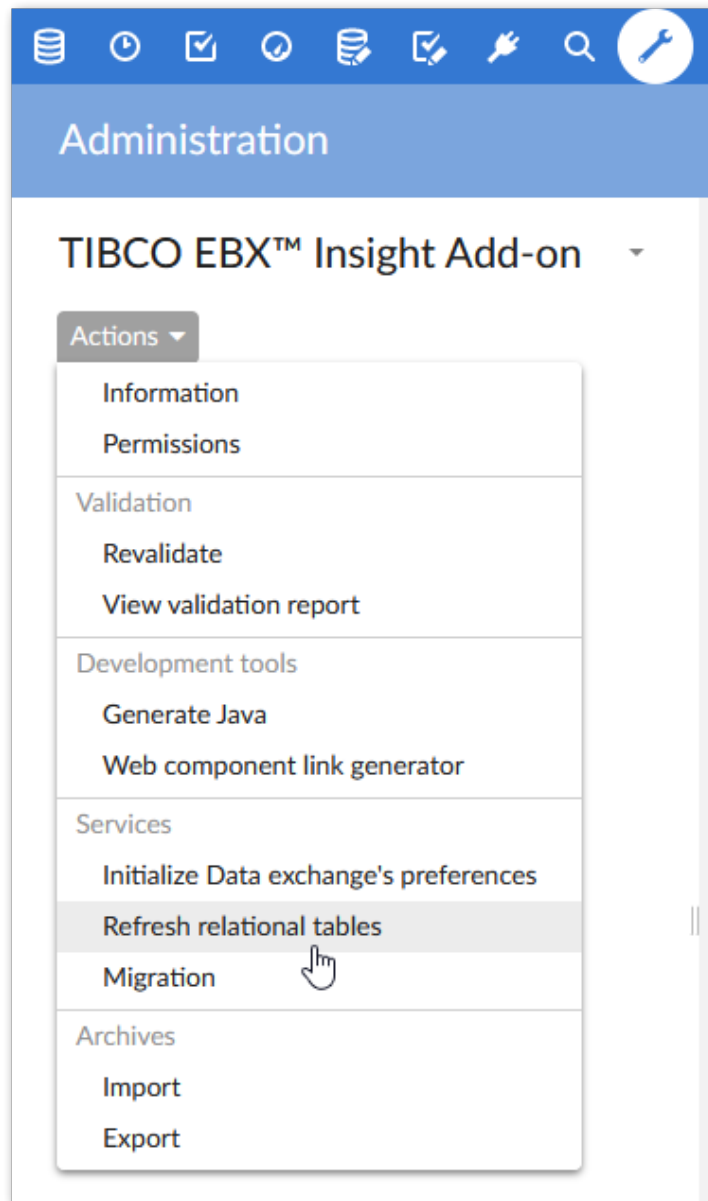 Administration
TIBCO EBX™ Insight Add-on
Actions
Information
Permissions
Validation
Revalidate
View validation report
Development tools
Generate Java
Web component link generator
Services
Initialize Data exchange's preferences
Refresh relational tables
Migration
Archives
Import
Export